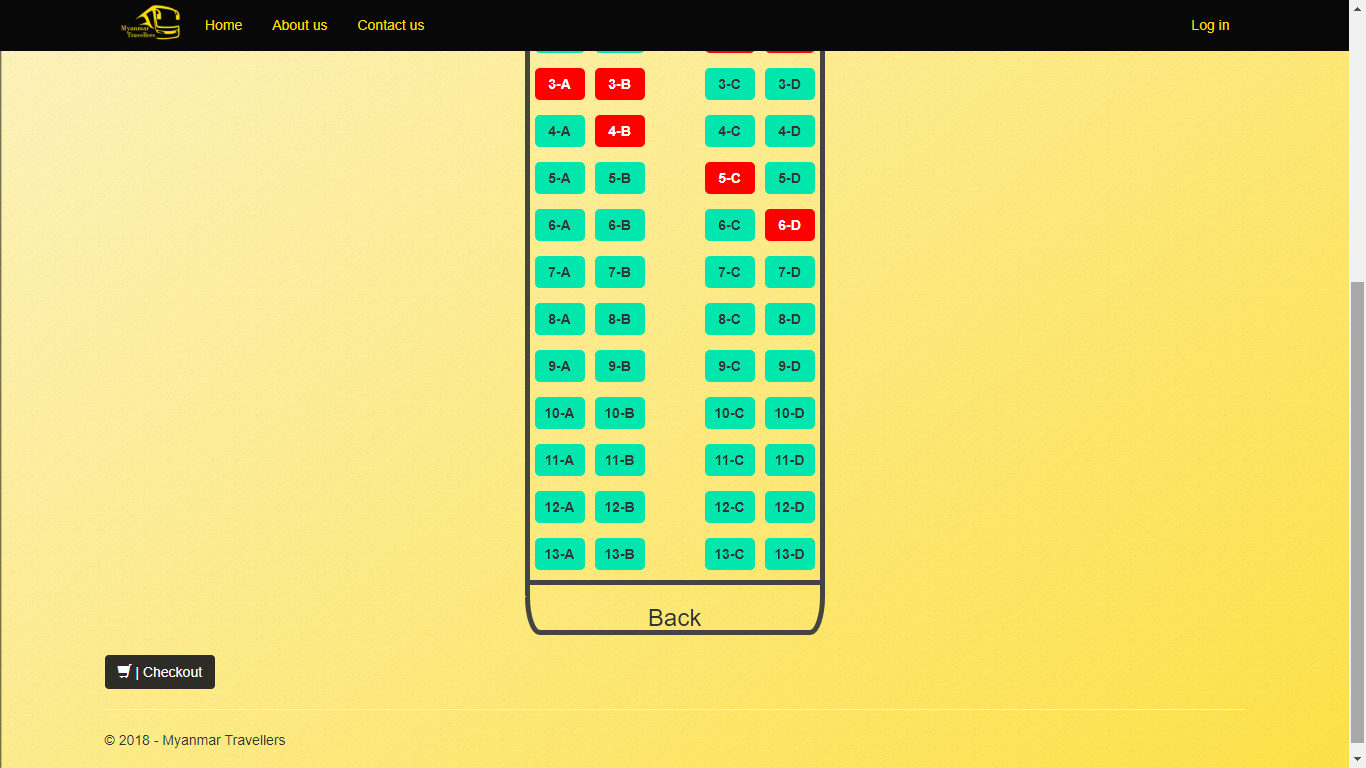 Myanmar
Travellers
Home About us Contact us Log in
3-A 3-B 3-C 3-D
4-A 4-B 4-C 4-D
5-A 5-B 5-C 5-D
6-A 6-B 6-C 6-D
7-A 7-B 7-C 7-D
8-A 8-B 8-C 8-D
9-A 9-B 9-C 9-D
10-A 10-B 10-C 10-D
11-A 11-B 11-C 11-D
12-A 12-B 12-C 12-D
13-A 13-B 13-C 13-D
Back
| Checkout
© 2018 - Myanmar Travellers